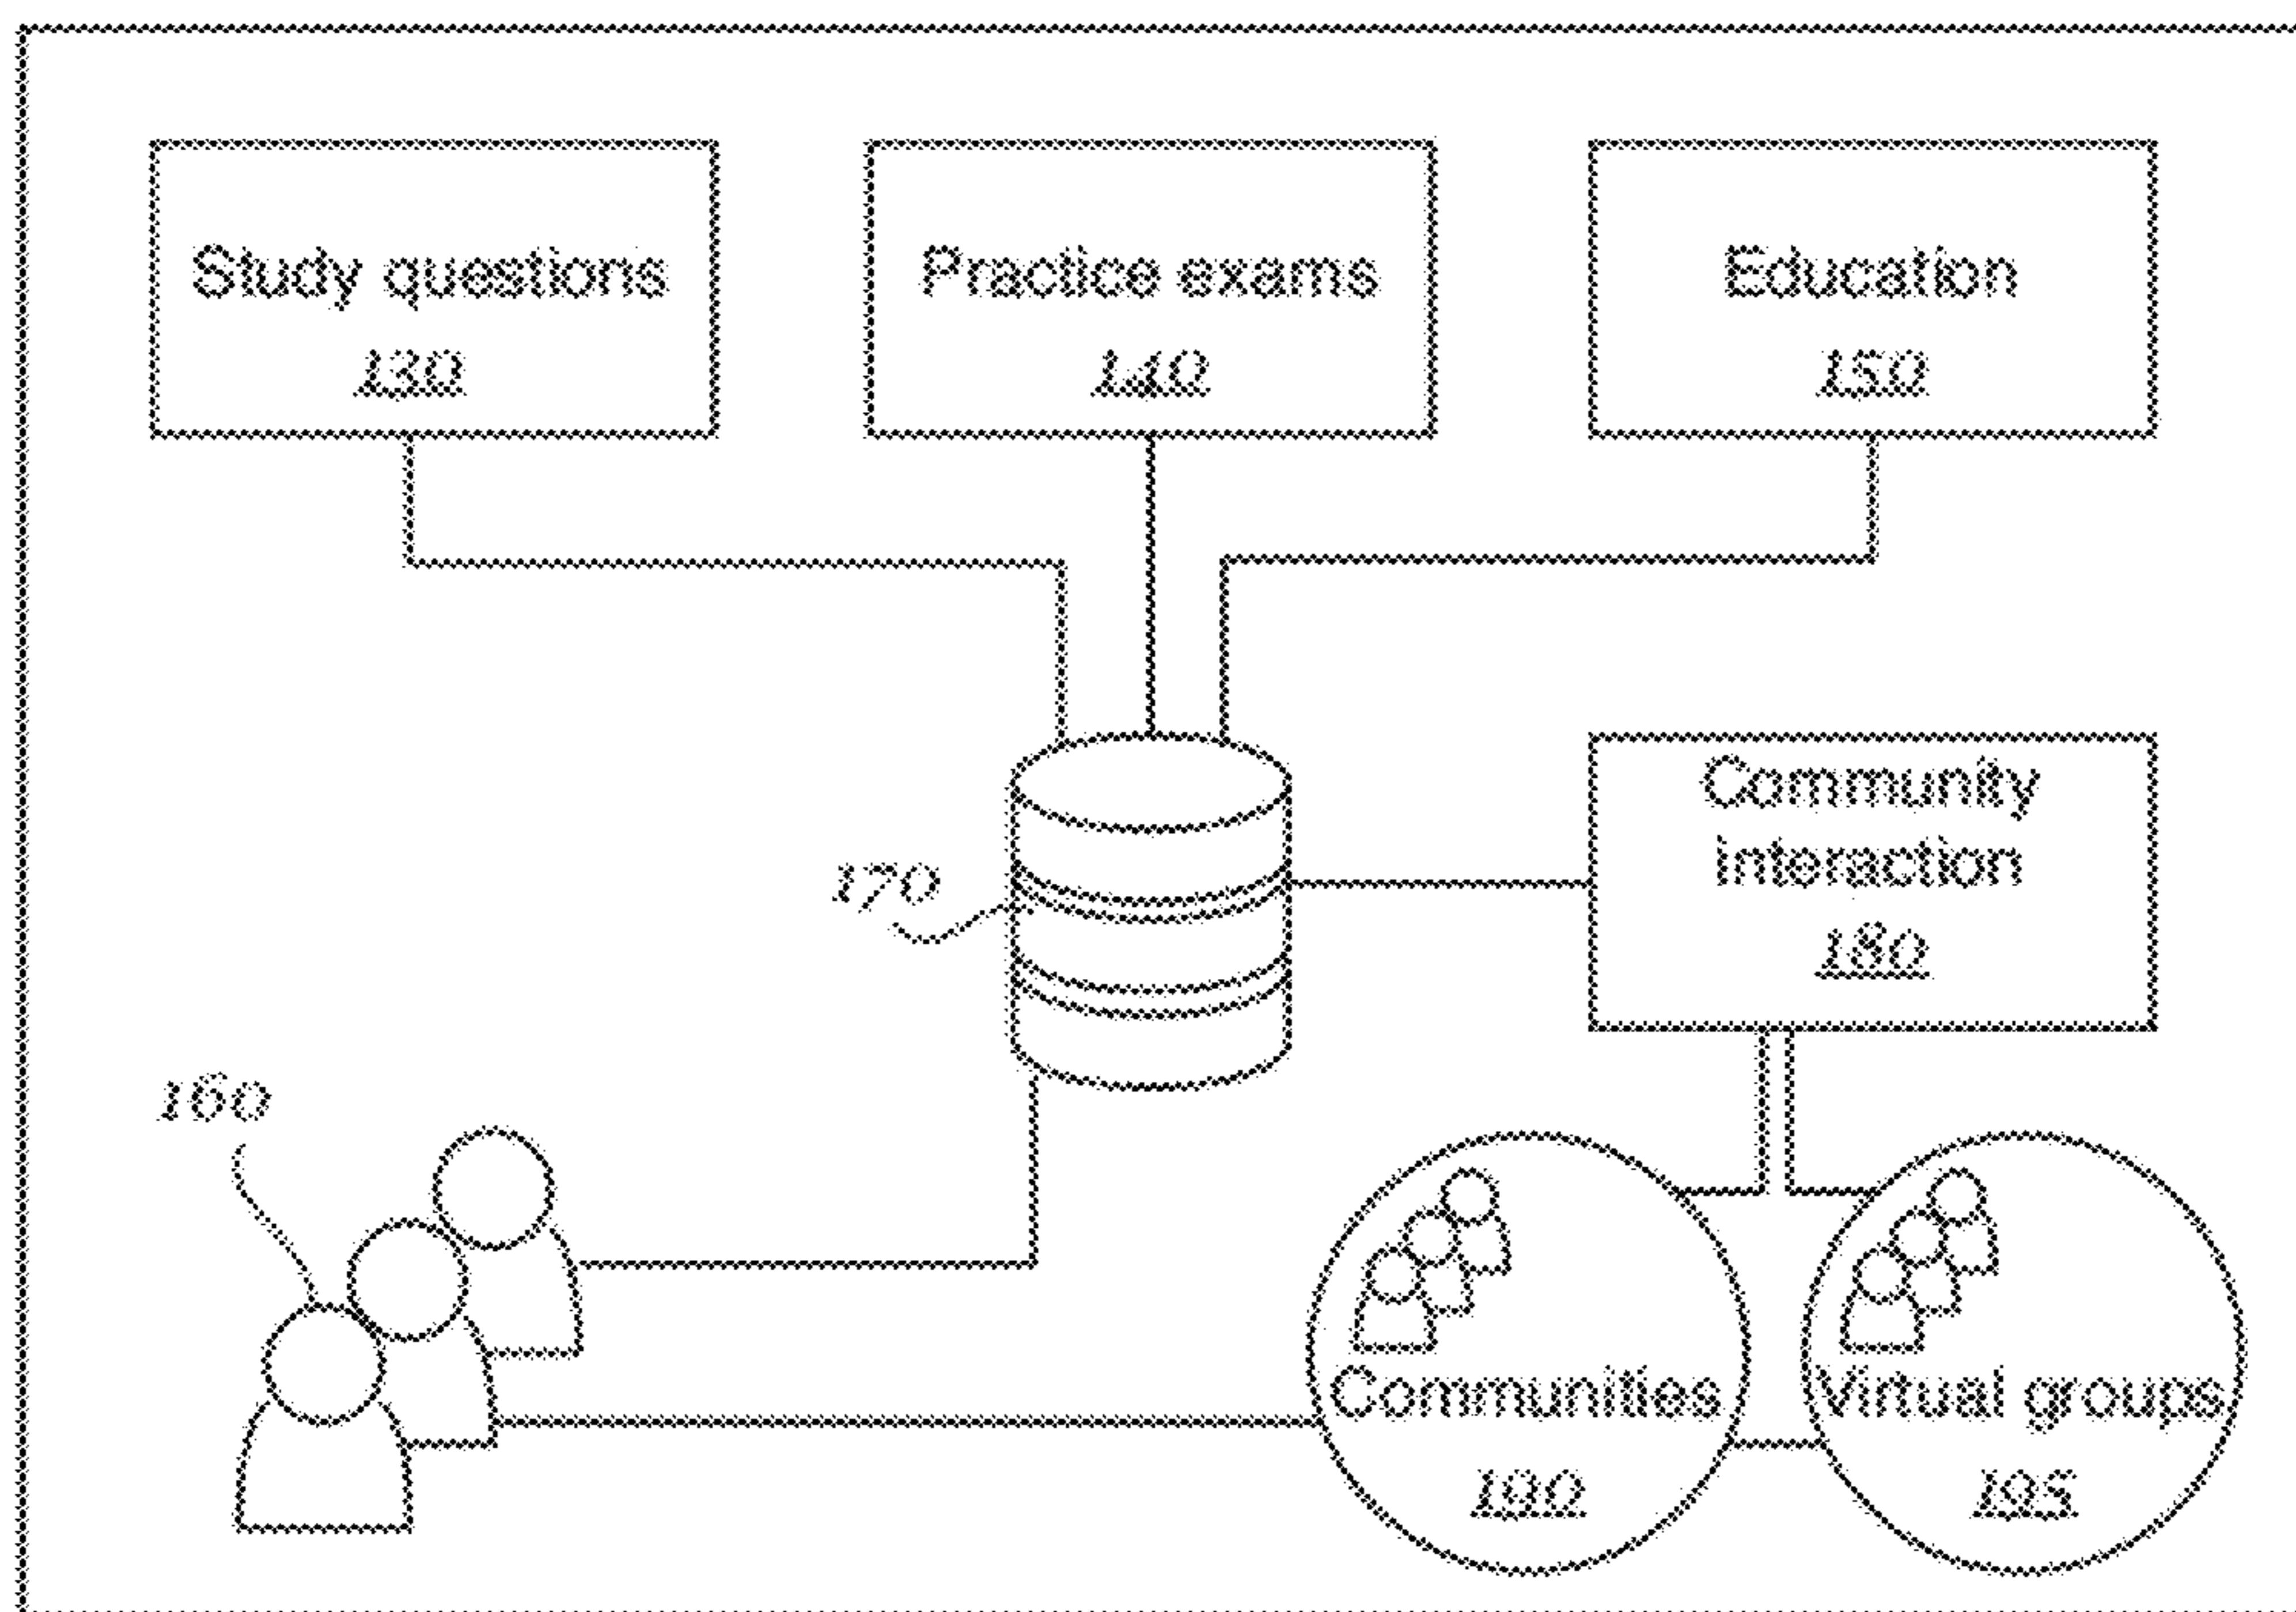 Study questions
130
Practice exams
140
Education
150
Community
interaction
180
170
160
Communities
190
Virtual groups
195